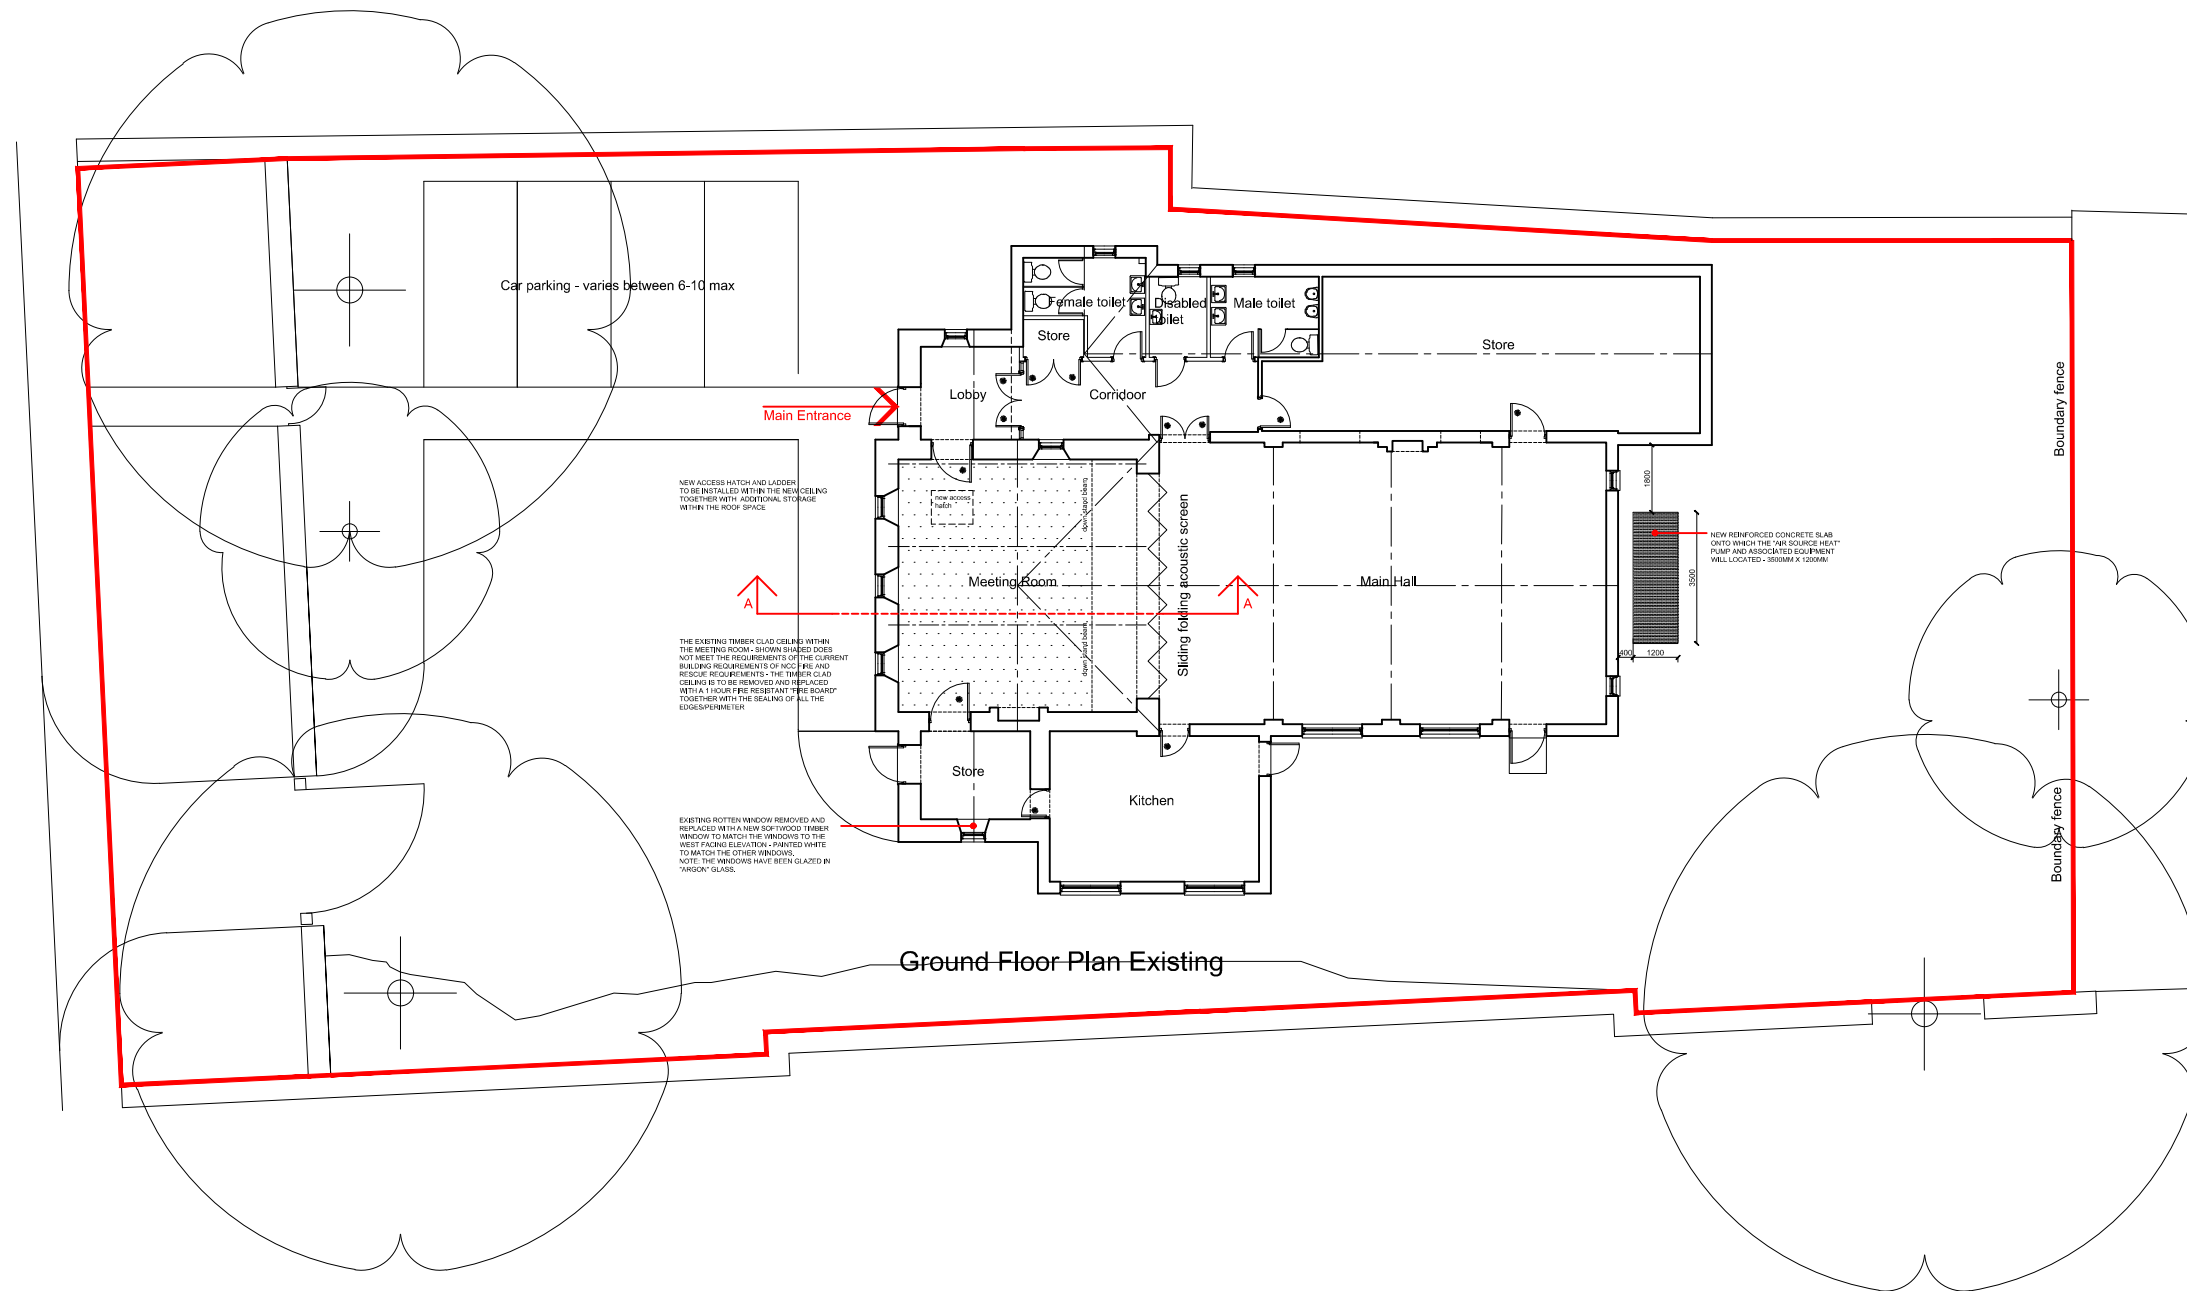 Car parking - varies between 6-10 max
Female toilet
Disabled
toilet
Male toilet
Store
Store
Lobby
Corridoor
Main Entrance
Boundary fence
NEW ACCESS HATCH AND LADDER
TO BE INSTALLED WITHIN THE NEW CEILING
TOGETHER WITH ADDITIONAL STORAGE
WITHIN THE ROOF SPACE
new access
hatch
down stand beam
Sliding folding acoustic screen
1800
NEW REINFORCED CONCRETE SLAB
ONTO WHICH THE "AIR SOURCE HEAT"
PUMP AND ASSOCIATED EQUIPMENT
WILL LOCATED - 3500MM X 1200MM
3500
Meeting Room
Main Hall
A
A
THE EXISTING TIMBER CLAD CEILING WITHIN
THE MEETING ROOM - SHOWN SHADED DOES
NOT MEET THE REQUIREMENTS OF THE CURRENT
BUILDING REQUIREMENTS OF NCC FIRE AND
RESCUE REQUIREMENTS - THE TIMBER CLAD
CEILING IS TO BE REMOVED AND REPLACED
WITH A 1 HOUR FIRE RESISTANT "FIRE BOARD"
TOGETHER WITH THE SEALING OF ALL THE
EDGES/PERIMETER
down stand beam
400
1200
Store
Kitchen
Boundary fence
EXISTING ROTTEN WINDOW REMOVED AND
REPLACED WITH A NEW SOFTWOOD TIMBER
WINDOW TO MATCH THE WINDOWS TO THE
WEST FACING ELEVATION - PAINTED WHITE
TO MATCH THE OTHER WINDOWS.
NOTE: THE WINDOWS HAVE BEEN GLAZED IN
"ARGON" GLASS.
Ground Floor Plan Existing